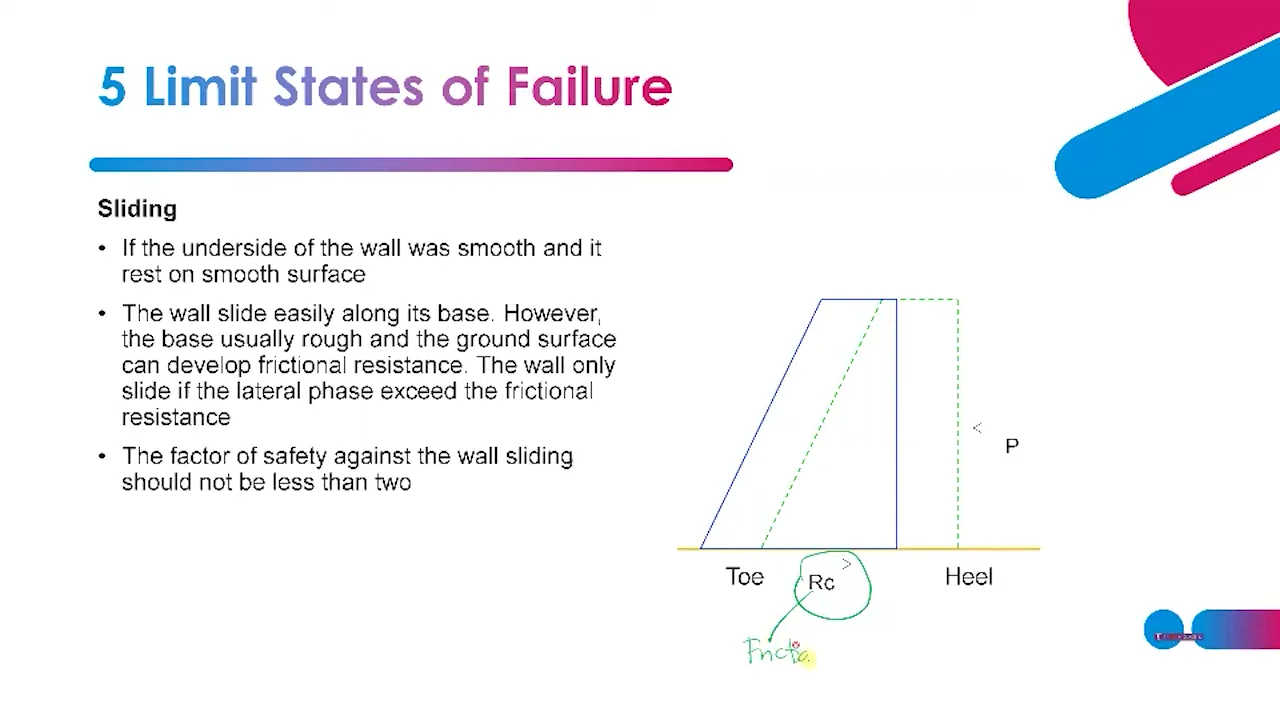 5 Limit States of Failure
Sliding
• If the underside of the wall was smooth and it
rest on smooth surface
• The wall slide easily along its base. However,
the base usually rough and the ground surface
can develop frictional resistance. The wall only
slide if the lateral phase exceed the frictional
resistance
• The factor of safety against the wall sliding
should not be less than two
<
P
>
Toe
Rc
Heel
Frictio